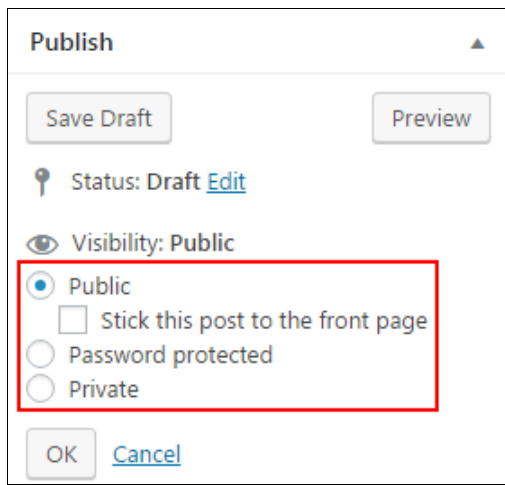 Publish
Save Draft Preview
Status: Draft Edit
Visibility: Public
Public
Stick this post to the front page
Password protected
Private
OK Cancel